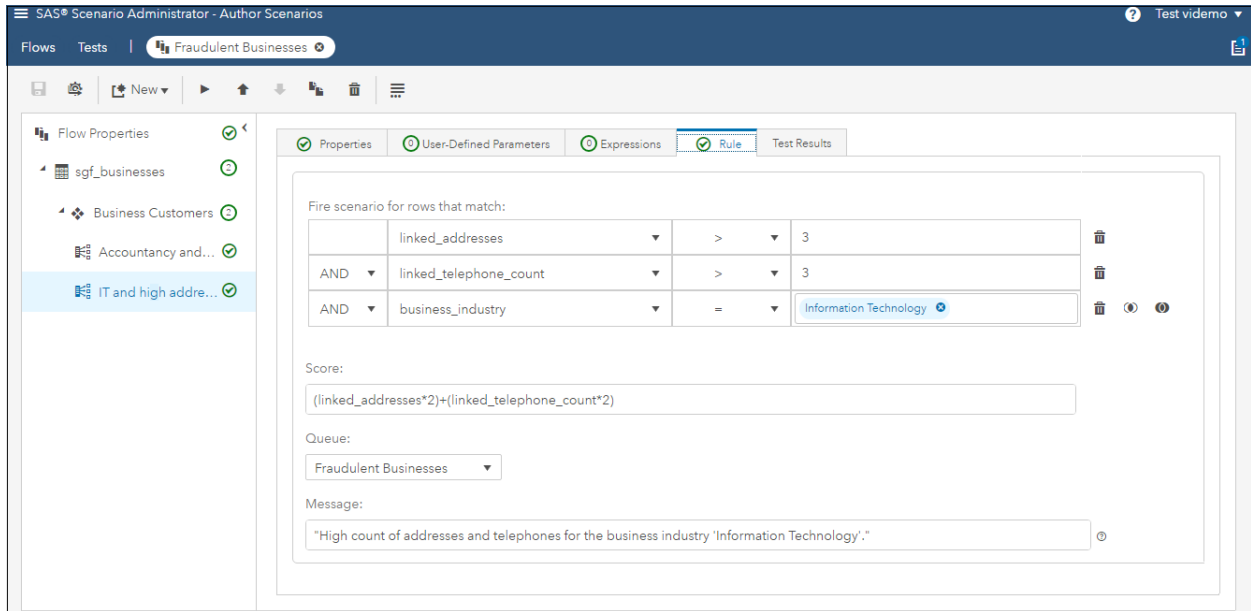 SAS® Scenario Administrator - Author Scenarios
Test videmo
Flows Tests | Fraudulent Businesses
1
New
Flow Properties
Properties 0 User-Defined Parameters 0 Expressions Rule Test Results
sgf_businesses 2
Business Customers 2
Accountancy and...
IT and high addre...
Fire scenario for rows that match:
linked_addresses > 3
AND linked_telephone_count > 3
AND business_industry = Information Technology
Score:
(linked_addresses*2)+(linked_telephone_count*2)
Queue:
Fraudulent Businesses
Message:
"High count of addresses and telephones for the business industry 'Information Technology'."